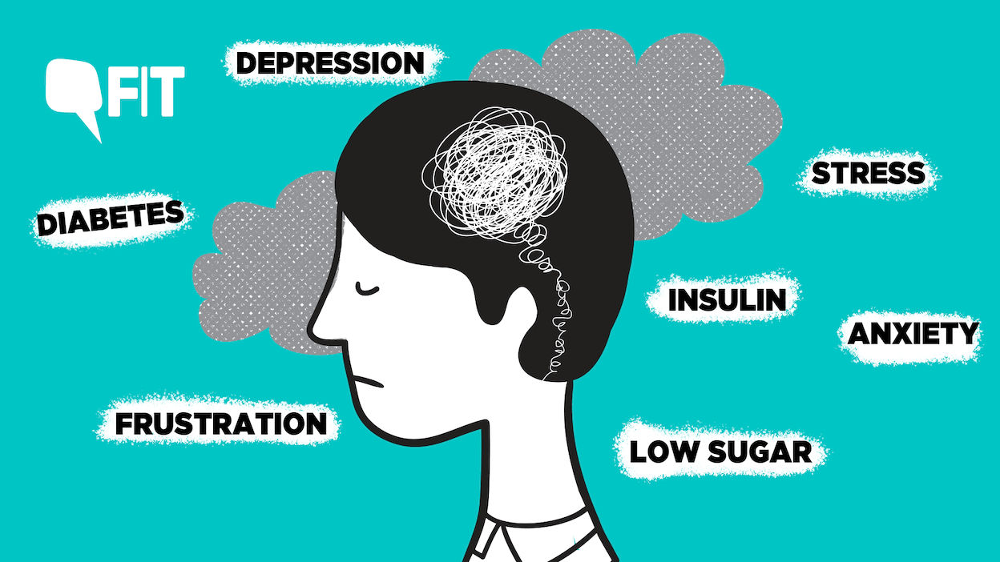 DEPRESSION
FIT
STRESS
DIABETES
INSULIN
ANXIETY
FRUSTRATION
LOW SUGAR